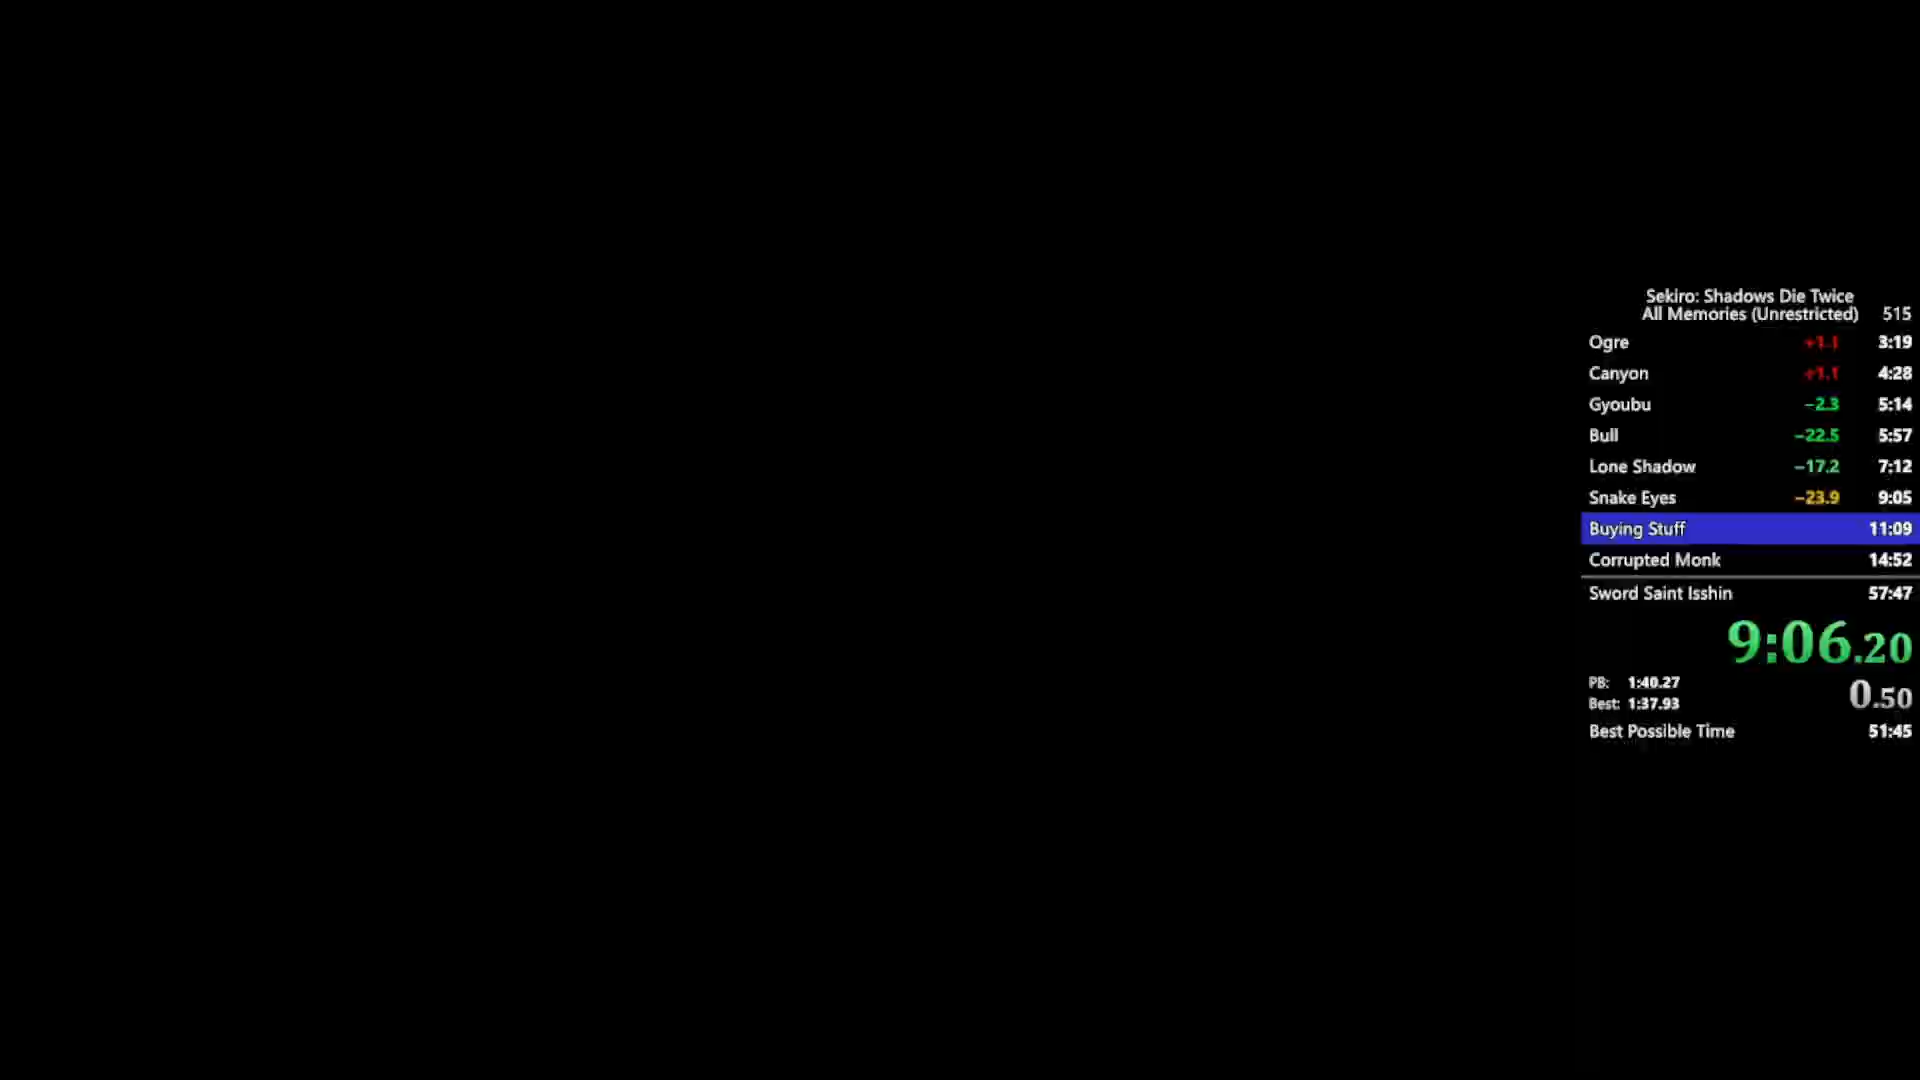 Sekiro: Shadows Die Twice
All Memories (Unrestricted) 515
Ogre +1.1 3:19
Canyon +1.1 4:28
Gyoubu −2.3 5:14
Bull −22.5 5:57
Lone Shadow −17.2 7:12
Snake Eyes −23.9 9:05
Buying Stuff 11:09
Corrupted Monk 14:52
Sword Saint Isshin 57:47
9:06.20
PB: 1:40.27
0.50
Best: 1:37.93
Best Possible Time 51:45